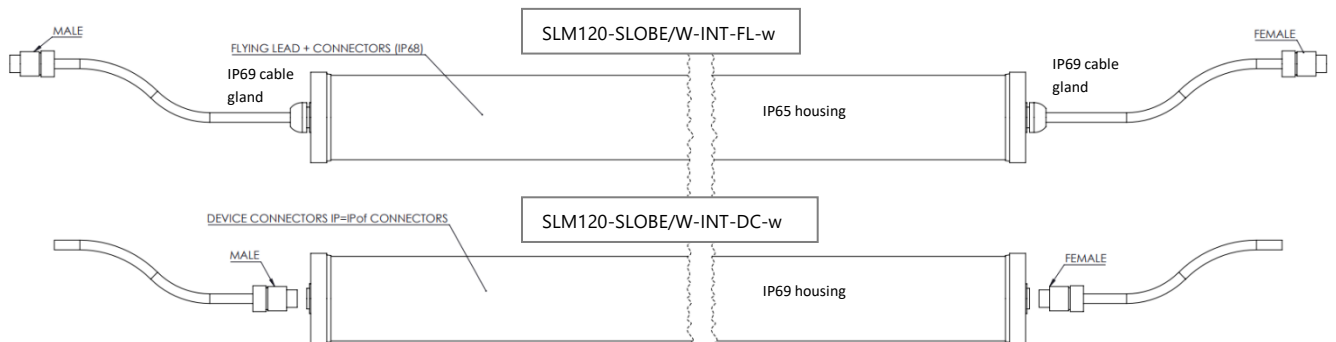 SLM120-SLOBE/W-INT-FL-w
MALE
FEMALE
FLYING LEAD + CONNECTORS (IP68)
IP69 cable
gland
IP65 housing
IP69 cable
gland
SLM120-SLOBE/W-INT-DC-w
DEVICE CONNECTORS IP=IPof CONNECTORS
MALE
FEMALE
IP69 housing